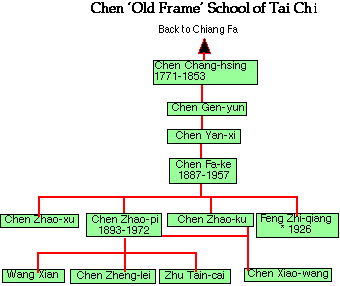 Chen ‘Old Frame’ School of Tai Chi
Back to Chiang Fa
Chen Chang-hsing
1771-1853
Chen Gen-yun
Chen Yan-xi
Chen Fa-ke
1887-1957
Chen Zhao-xu
Chen Zhao-pi
1893-1972
Chen Zhao-ku
Feng Zhi-qiang
* 1926
Wang Xian
Chen Zheng-lei
Zhu Tain-cai
Chen Xiao-wang